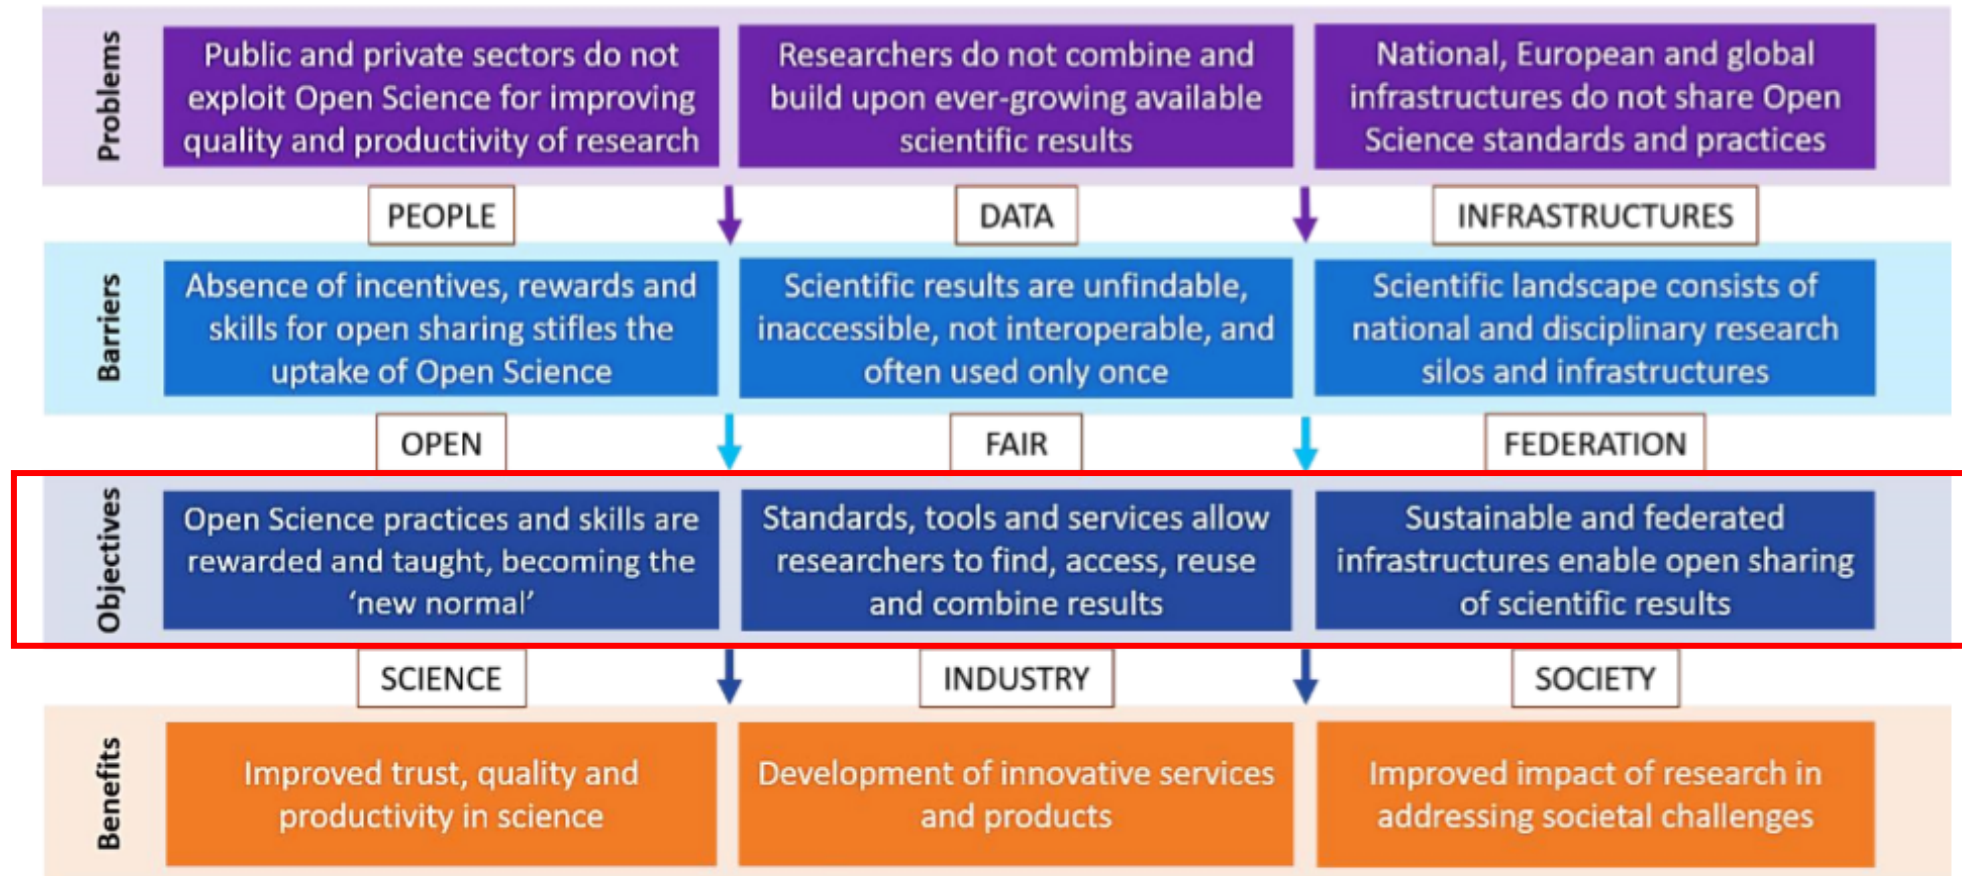 Problems
Public and private sectors do not
exploit Open Science for improving
quality and productivity of research
Researchers do not combine and
build upon ever-growing available
scientific results
National, European and global
infrastructures do not share Open
Science standards and practices
PEOPLE
DATA
INFRASTRUCTURES
Barriers
Absence of incentives, rewards and
skills for open sharing stifles the
uptake of Open Science
Scientific results are unfindable,
inaccessible, not interoperable, and
often used only once
Scientific landscape consists of
national and disciplinary research
silos and infrastructures
OPEN
FAIR
FEDERATION
Objectives
Open Science practices and skills are
rewarded and taught, becoming the
‘new normal’
Standards, tools and services allow
researchers to find, access, reuse
and combine results
Sustainable and federated
infrastructures enable open sharing
of scientific results
SCIENCE
INDUSTRY
SOCIETY
Benefits
Improved trust, quality and
productivity in science
Development of innovative services
and products
Improved impact of research in
addressing societal challenges